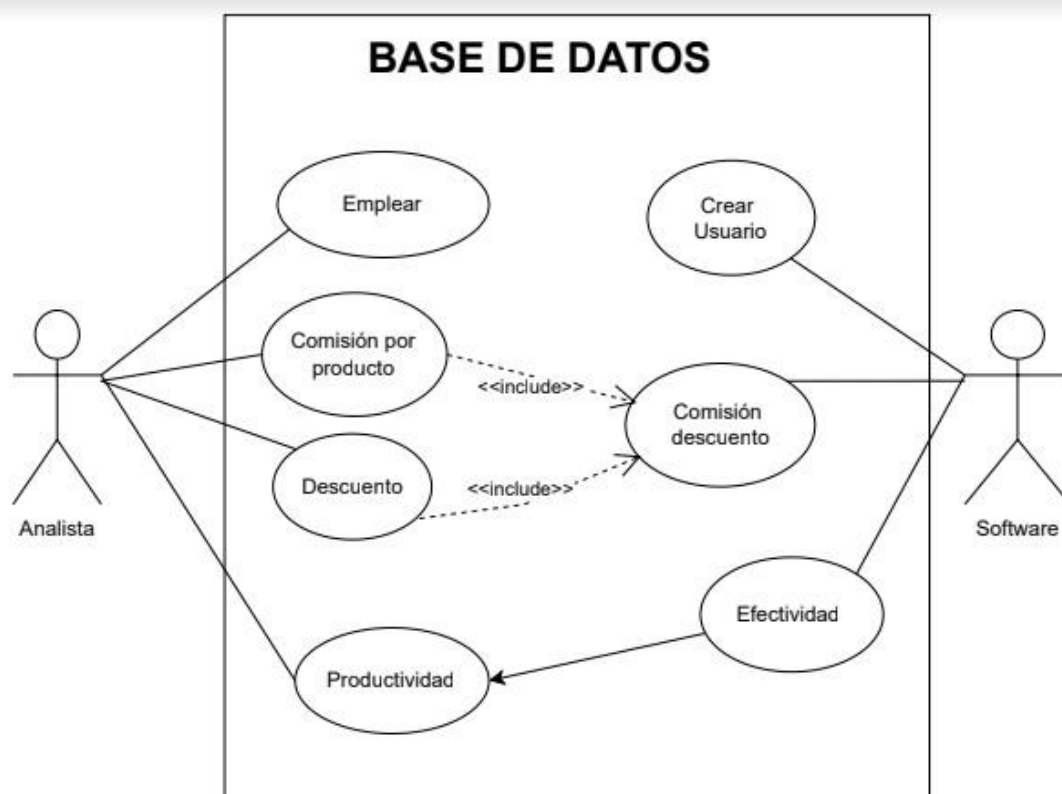 BASE DE DATOS
Emplear
Crear
Usuario
Comisión por
producto
<<include>>
Comisión
descuento
Descuento
<<include>>
Analista
Software
Efectividad
Productividad